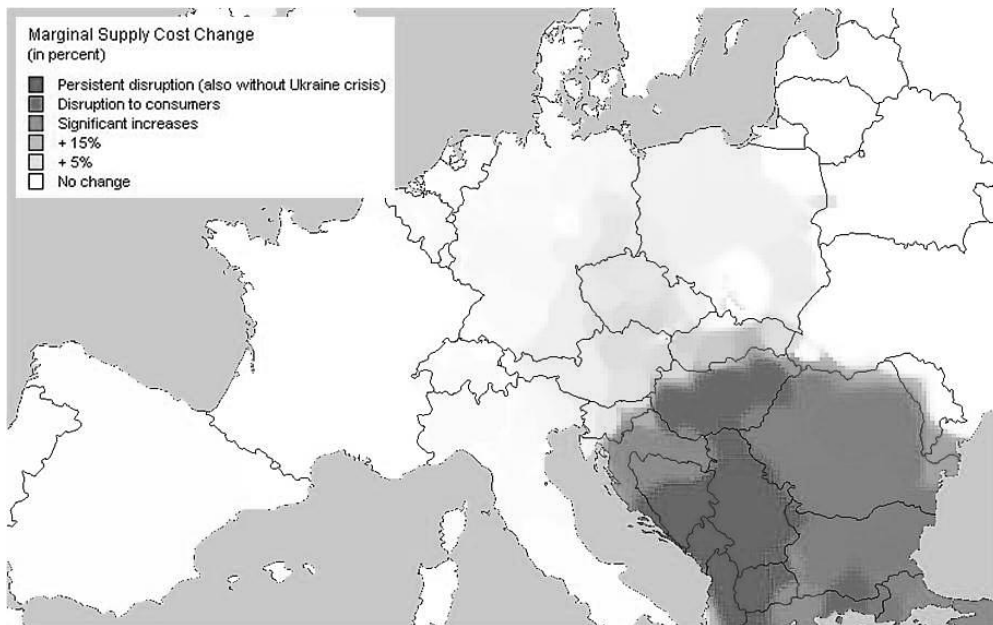 Marginal Supply Cost Change
(in percent)
Persistent disruption (also without Ukraine crisis)
Disruption to consumers
Significant increases
+ 15%
+ 5%
No change